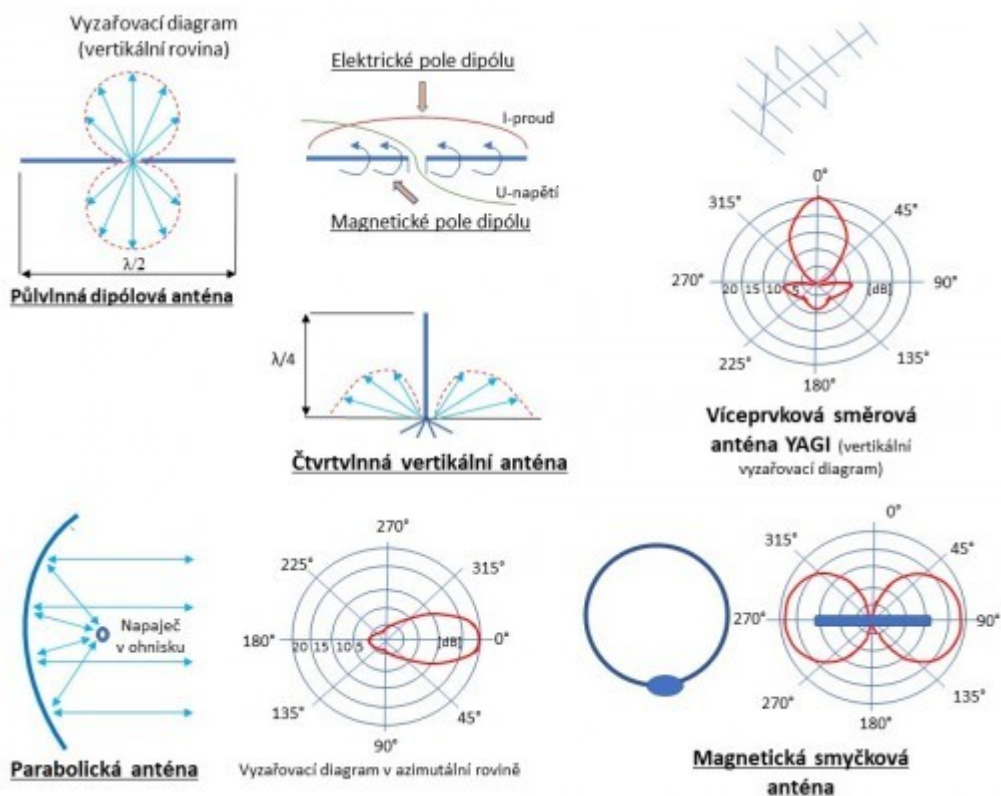 Vyzařovací diagram
(vertikální rovina)
λ/2
Půlvlnná dipólová anténa
Elektrické pole dipólu
I-proud
U-napětí
Magnetické pole dipólu
λ/4
Čtvrtvlnná vertikální anténa
0°
315°
45°
270°
20 15 10 5
[dB]
90°
225°
135°
180°
Víceprvková směrová
anténa YAGI (vertikální
vyzařovací diagram)
Napaječ
v ohnisku
Parabolická anténa
270°
225°
315°
180°
20 15 10 5
[dB]
0°
135°
45°
90°
Vyzařovací diagram v azimutální rovině
0°
315°
45°
270°
90°
270°
135°
180°
Magnetická smyčková
anténa